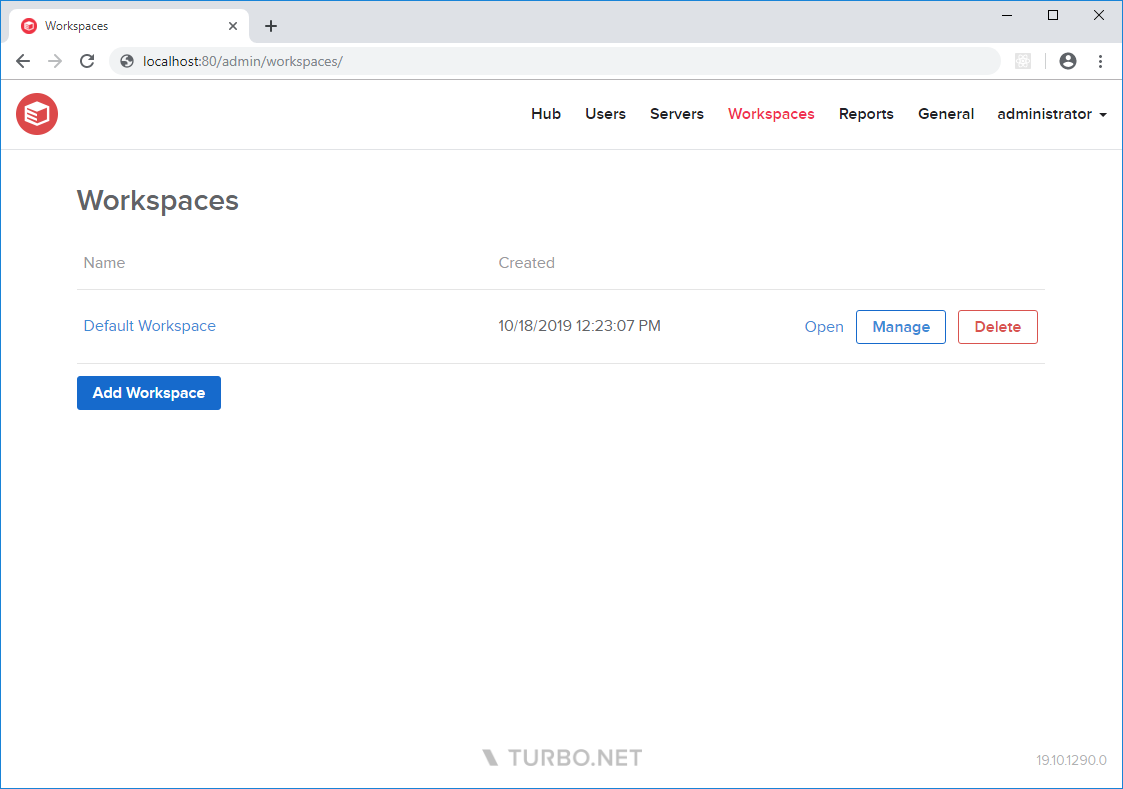 Workspaces
localhost:80/admin/workspaces/
Hub Users Servers Workspaces Reports General administrator
Workspaces
Name Created
Default Workspace 10/18/2019 12:23:07 PM Open Manage Delete
Add Workspace
TURBO.NET
19.10.1290.0